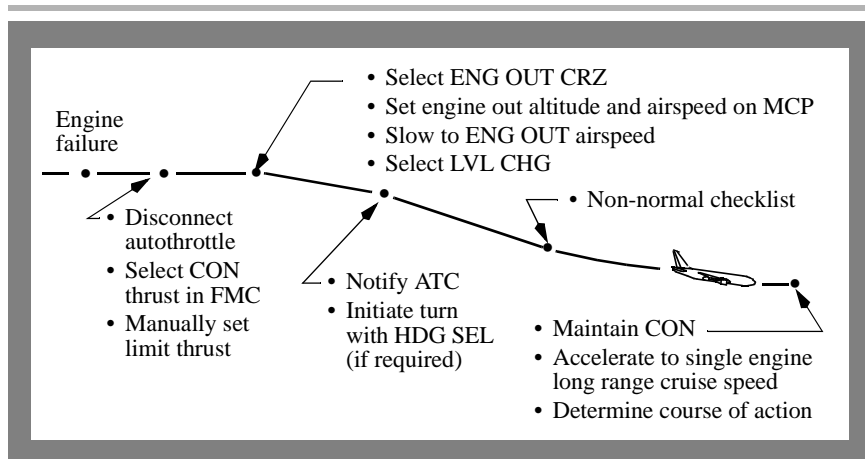 Engine
failure
• Disconnect
autothrottle
• Select CON
thrust in FMC
• Manually set
limit thrust
• Select ENG OUT CRZ
• Set engine out altitude and airspeed on MCP
• Slow to ENG OUT airspeed
• Select LVL CHG
• Notify ATC
• Initiate turn
with HDG SEL
(if required)
• Non-normal checklist
• Maintain CON
• Accelerate to single engine
long range cruise speed
• Determine course of action